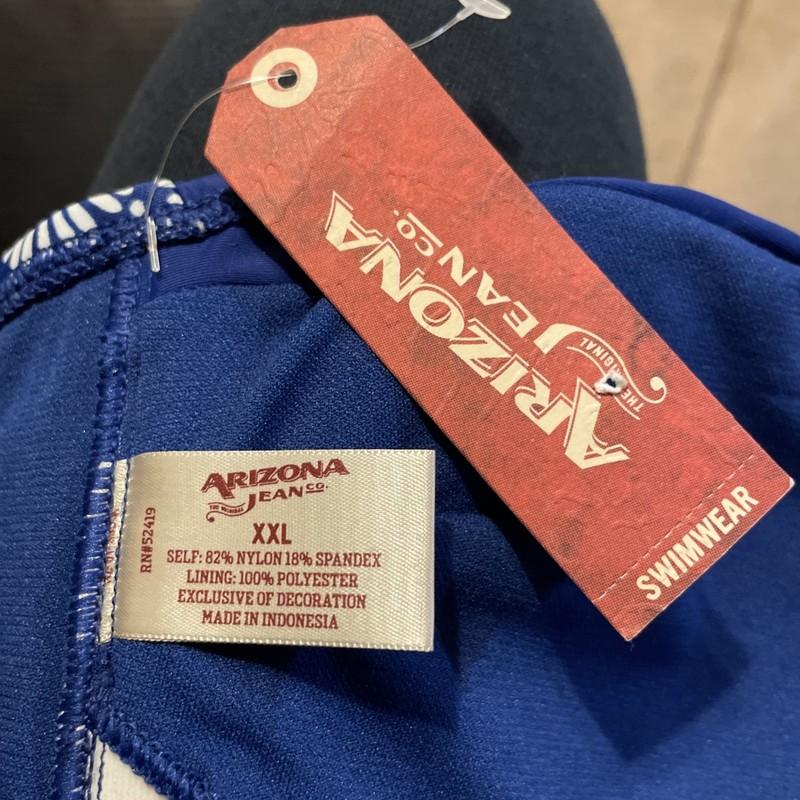 ARIZONA
JEAN CO.
THE ORIGINAL
SWIMWEAR
ARIZONA
JEAN CO.
THE ORIGINAL
XXL
SELF: 82% NYLON 18% SPANDEX
LINING: 100% POLYESTER
EXCLUSIVE OF DECORATION
MADE IN INDONESIA
RN#52419